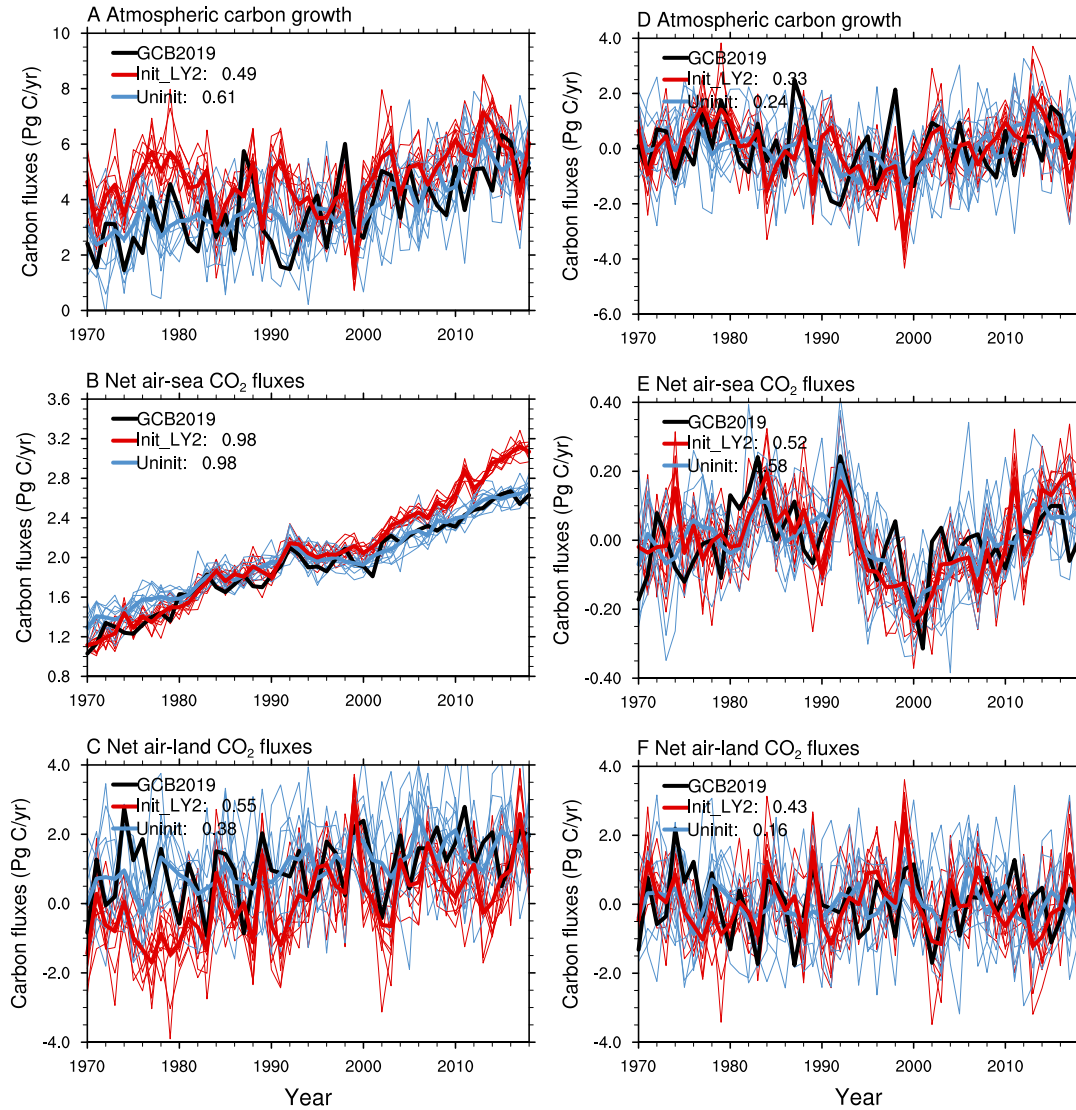 A Atmospheric carbon growth
Carbon fluxes (Pg C/yr)
10
8
6
4
2
0
GCB2019
Init_LY2: 0.49
Uninit: 0.61
1970 1980 1990 2000 2010
D Atmospheric carbon growth
Carbon fluxes (Pg C/yr)
4.0
2.0
0.0
-2.0
-4.0
-6.0
GCB2019
Init_LY2: 0.33
Uninit: 0.24
1970 1980 1990 2000 2010
B Net air-sea CO₂ fluxes
Carbon fluxes (Pg C/yr)
3.6
3.2
2.8
2.4
2.0
1.6
1.2
0.8
GCB2019
Init_LY2: 0.98
Uninit: 0.98
1970 1980 1990 2000 2010
E Net air-sea CO₂ fluxes
Carbon fluxes (Pg C/yr)
0.40
0.20
0.00
-0.20
-0.40
GCB2019
Init_LY2: 0.52
Uninit: 0.58
1970 1980 1990 2000 2010
C Net air-land CO₂ fluxes
Carbon fluxes (Pg C/yr)
4.0
2.0
0.0
-2.0
-4.0
GCB2019
Init_LY2: 0.55
Uninit: 0.38
1970 1980 1990 2000 2010
Year
F Net air-land CO₂ fluxes
Carbon fluxes (Pg C/yr)
4.0
2.0
0.0
-2.0
-4.0
GCB2019
Init_LY2: 0.43
Uninit: 0.16
1970 1980 1990 2000 2010
Year